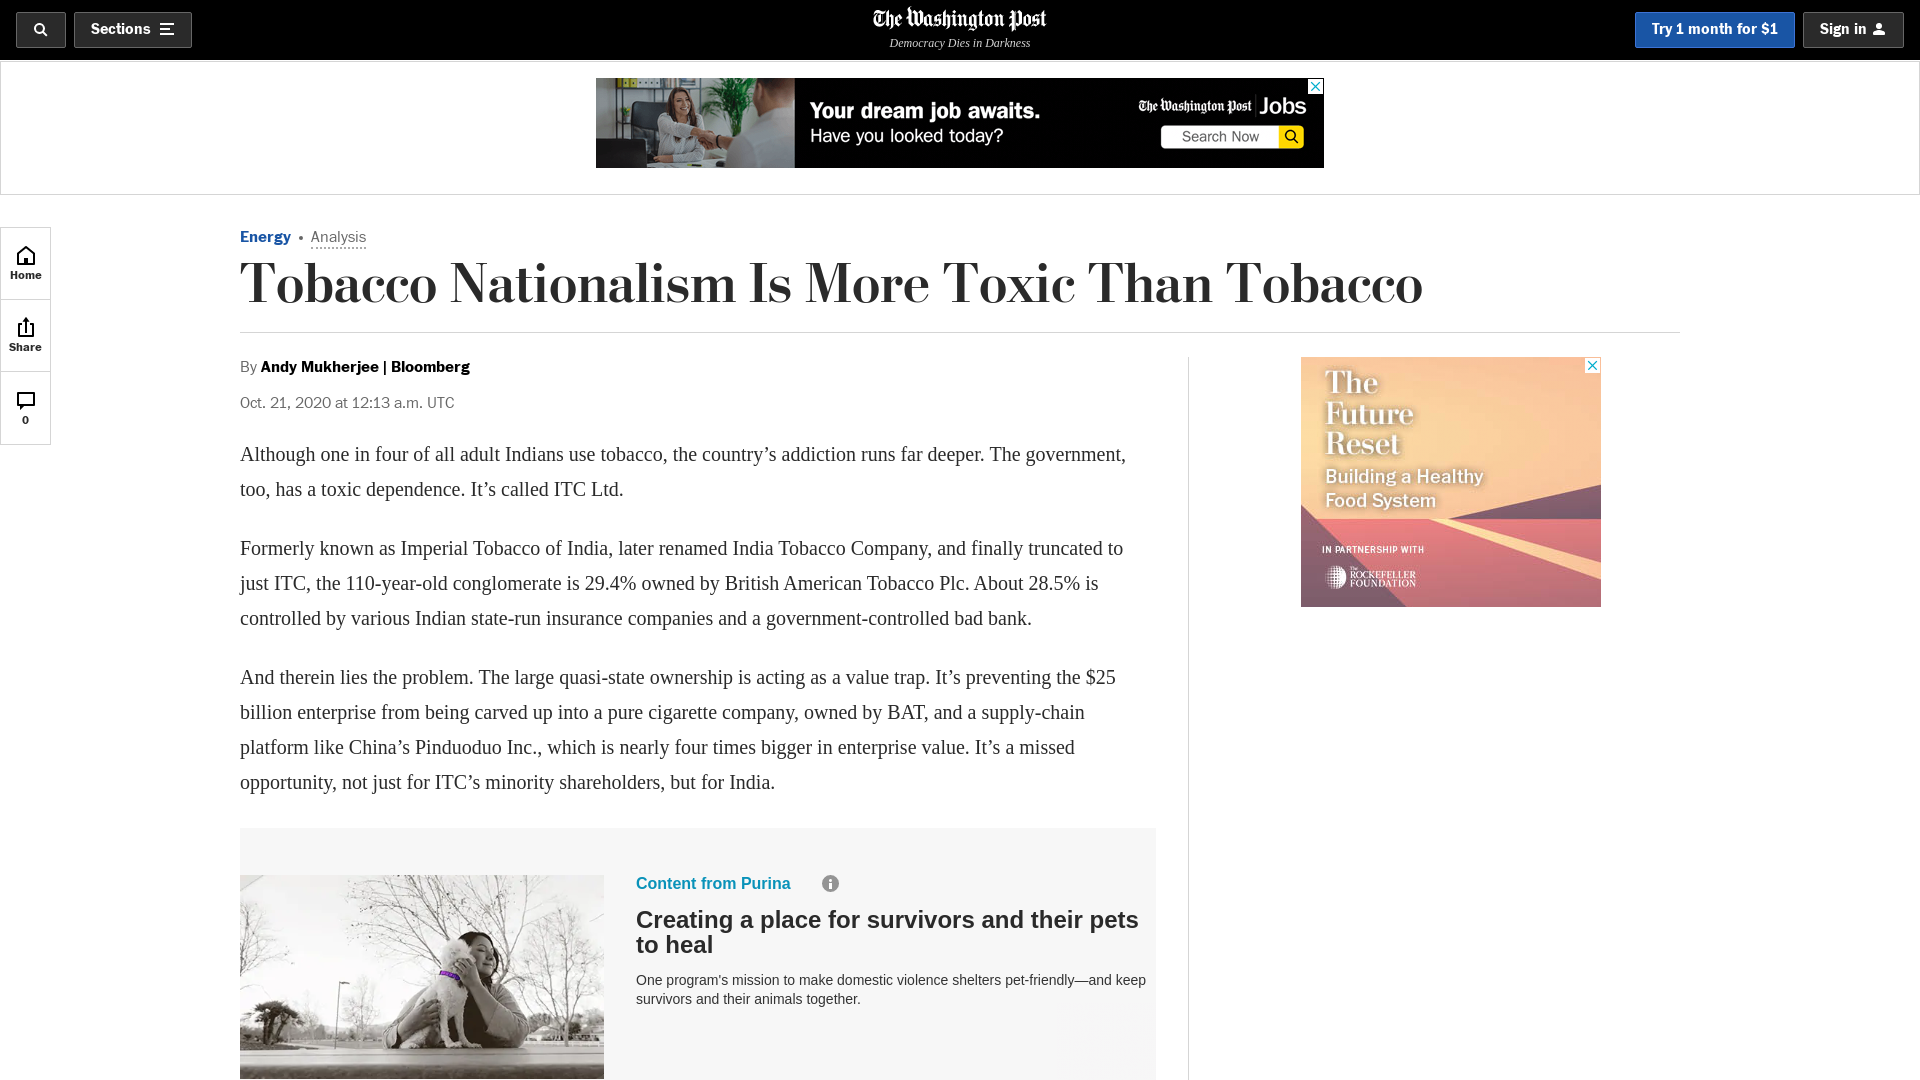 Sections
The Washington Post
Democracy Dies in Darkness
Try 1 month for $1
Sign in
Your dream job awaits.
Have you looked today?
The Washington Post Jobs
Search Now
Home
Share
0
Energy • Analysis
Tobacco Nationalism Is More Toxic Than Tobacco
By Andy Mukherjee | Bloomberg
Oct. 21, 2020 at 12:13 a.m. UTC
Although one in four of all adult Indians use tobacco, the country’s addiction runs far deeper. The government,
too, has a toxic dependence. It’s called ITC Ltd.
Formerly known as Imperial Tobacco of India, later renamed India Tobacco Company, and finally truncated to
just ITC, the 110-year-old conglomerate is 29.4% owned by British American Tobacco Plc. About 28.5% is
controlled by various Indian state-run insurance companies and a government-controlled bad bank.
And therein lies the problem. The large quasi-state ownership is acting as a value trap. It’s preventing the $25
billion enterprise from being carved up into a pure cigarette company, owned by BAT, and a supply-chain
platform like China’s Pinduoduo Inc., which is nearly four times bigger in enterprise value. It’s a missed
opportunity, not just for ITC’s minority shareholders, but for India.
The
Future
Reset
Building a Healthy
Food System
IN PARTNERSHIP WITH
The
ROCKEFELLER
FOUNDATION
Content from Purina
Creating a place for survivors and their pets
to heal
One program's mission to make domestic violence shelters pet-friendly—and keep
survivors and their animals together.